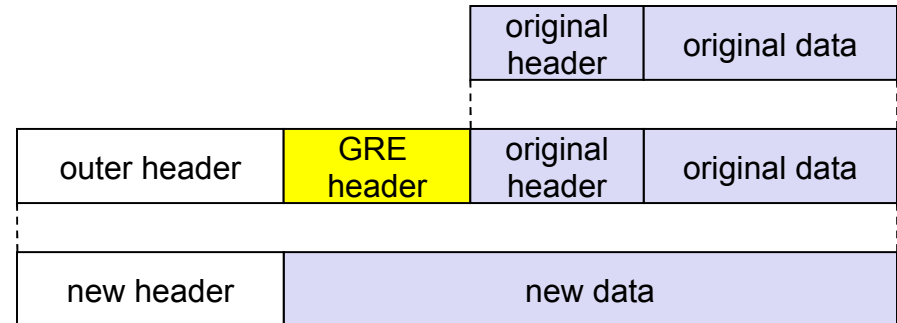 original
header
original data
outer header
GRE
header
original
header
original data
new header
new data